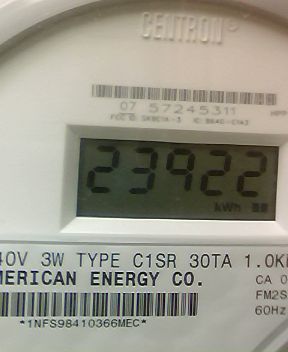 CENTRON®
07 57245311
23922
kWh
40V 3W TYPE C1SR 30TA 1.0K
MERICAN ENERGY CO.
CA 0
FM2S
60Hz
*1NFS98410366MEC*